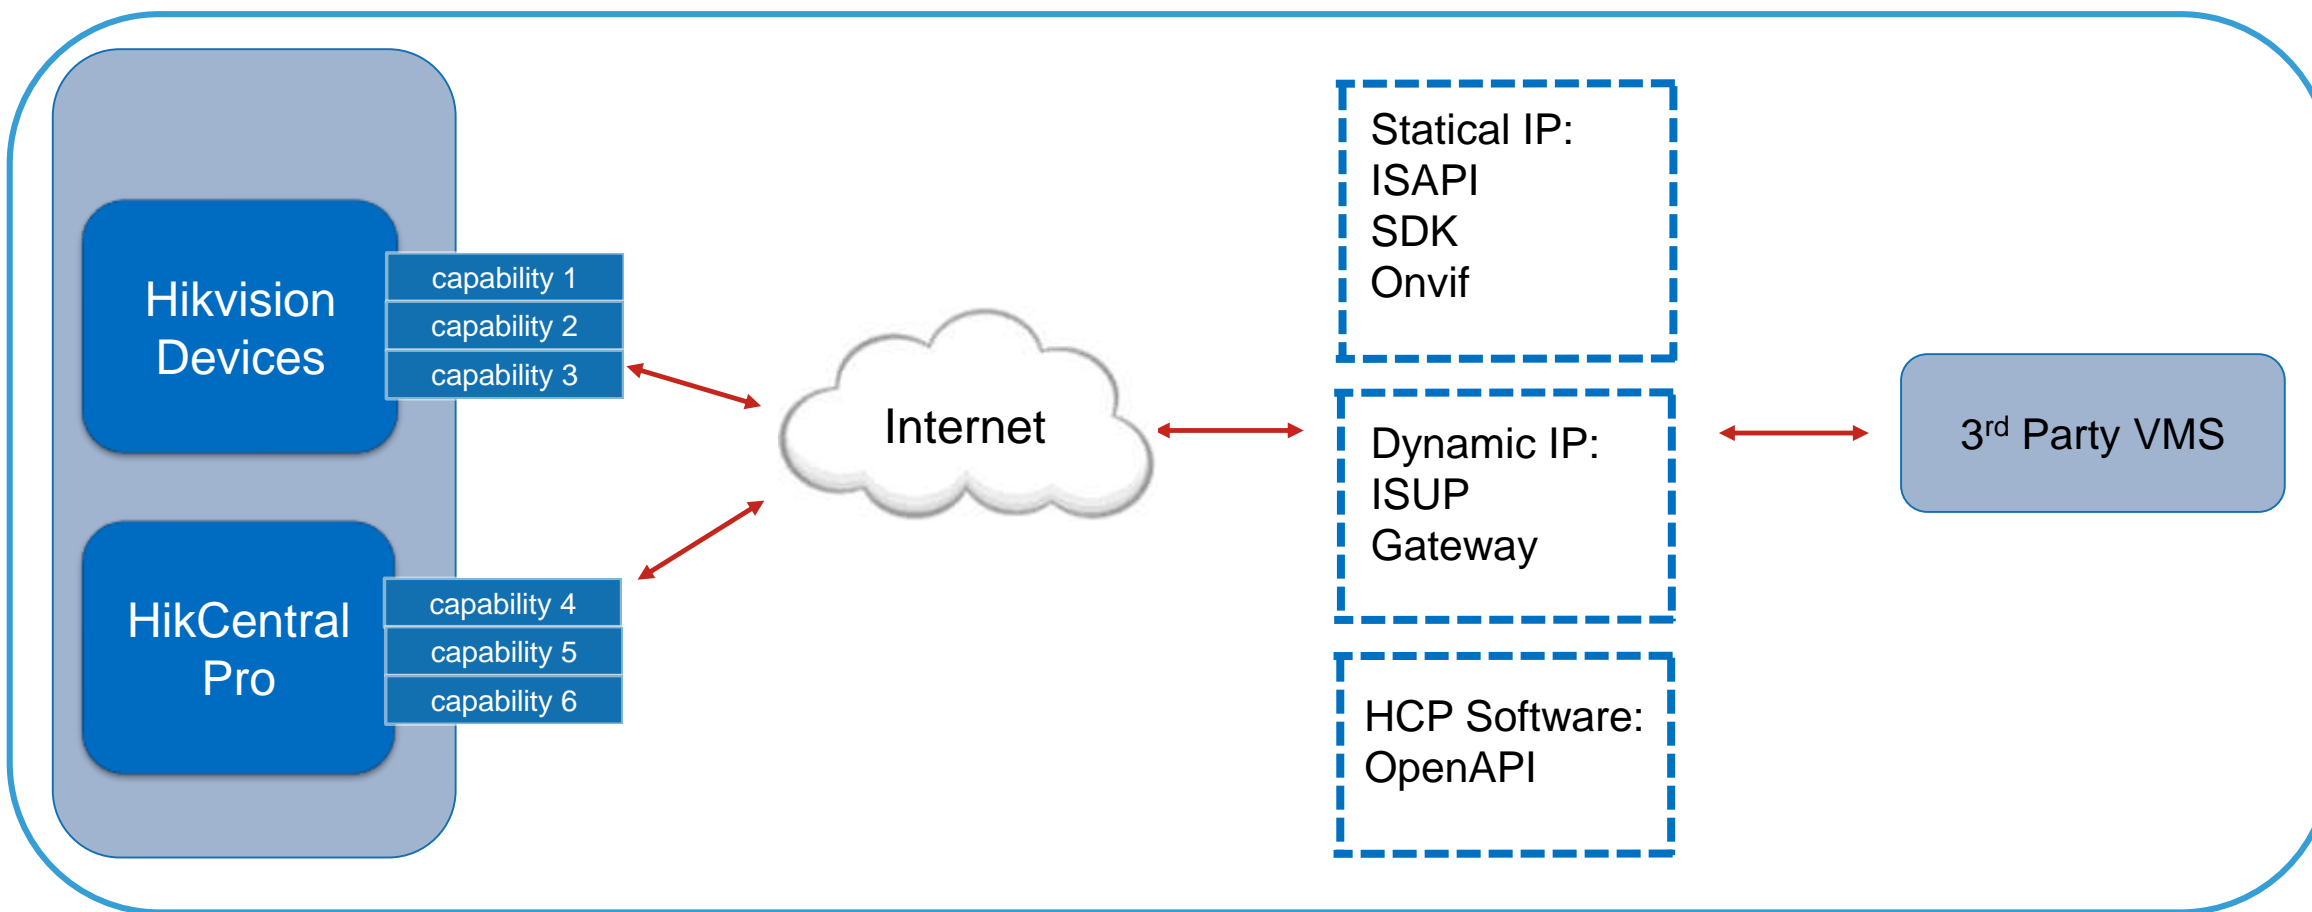 Hikvision
Devices
capability 1
capability 2
capability 3
HikCentral
Pro
capability 4
capability 5
capability 6
Internet
Statical IP:
ISAPI
SDK
Onvif
Dynamic IP:
ISUP
Gateway
HCP Software:
OpenAPI
3rd Party VMS